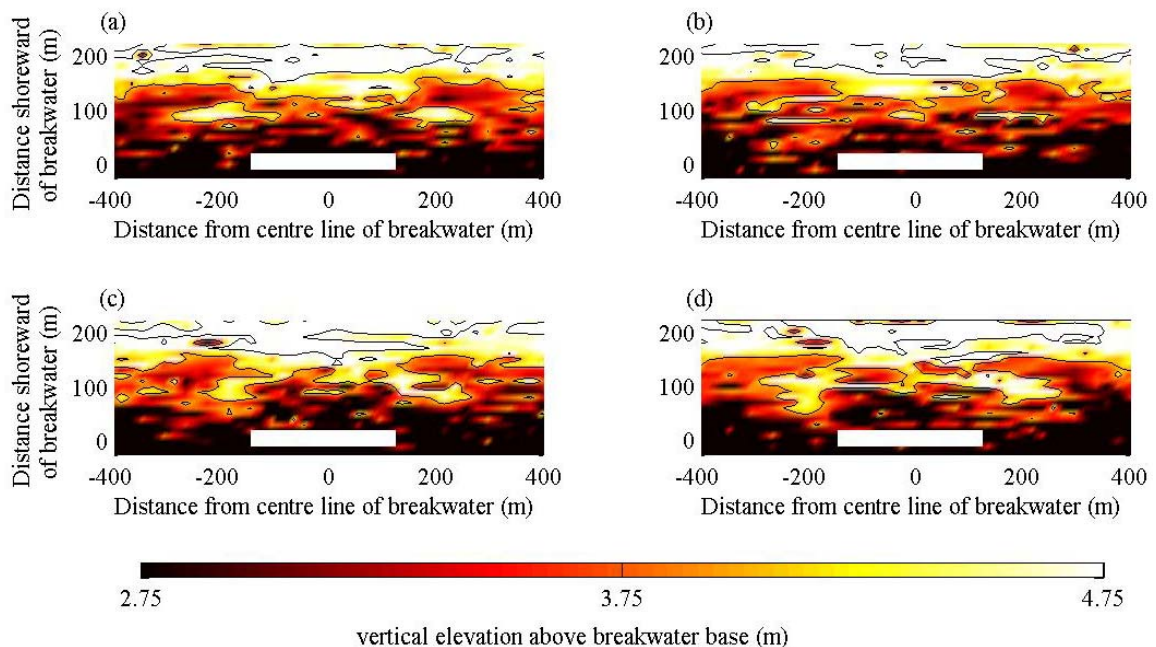 (a)
(b)
Distance shoreward
of breakwater (m)
200
100
0
-400 -200 0 200 400
Distance from centre line of breakwater (m)
200
100
0
-400 -200 0 200 400
Distance from centre line of breakwater (m)
(c)
(d)
Distance shoreward
of breakwater (m)
200
100
0
-400 -200 0 200 400
Distance from centre line of breakwater (m)
200
100
0
-400 -200 0 200 400
Distance from centre line of breakwater (m)
2.75 3.75 4.75
vertical elevation above breakwater base (m)